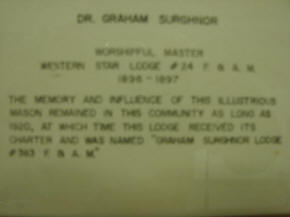 DR. GRAHAM SURGHNOR
WORSHIPFUL MASTER
WESTERN STAR LODGE #24 F. & A. M.
1896-1897
THE MEMORY AND INFLUENCE OF THIS ILLUSTRIOUS
MASON REMAINED IN THIS COMMUNITY AS LONG AS
1920, AT WHICH TIME THIS LODGE RECEIVED ITS
CHARTER AND WAS NAMED "GRAHAM SURGHNOR LODGE
#383 F. & A. M."